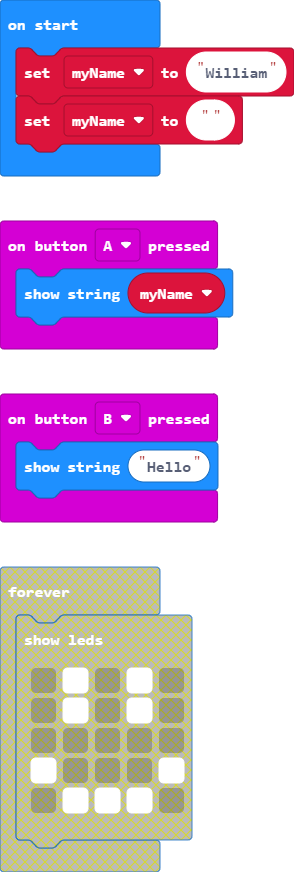 on start
set myName to "William"
set myName to " "
on button A pressed
show string myName
on button B pressed
show string "Hello"
forever
show leds